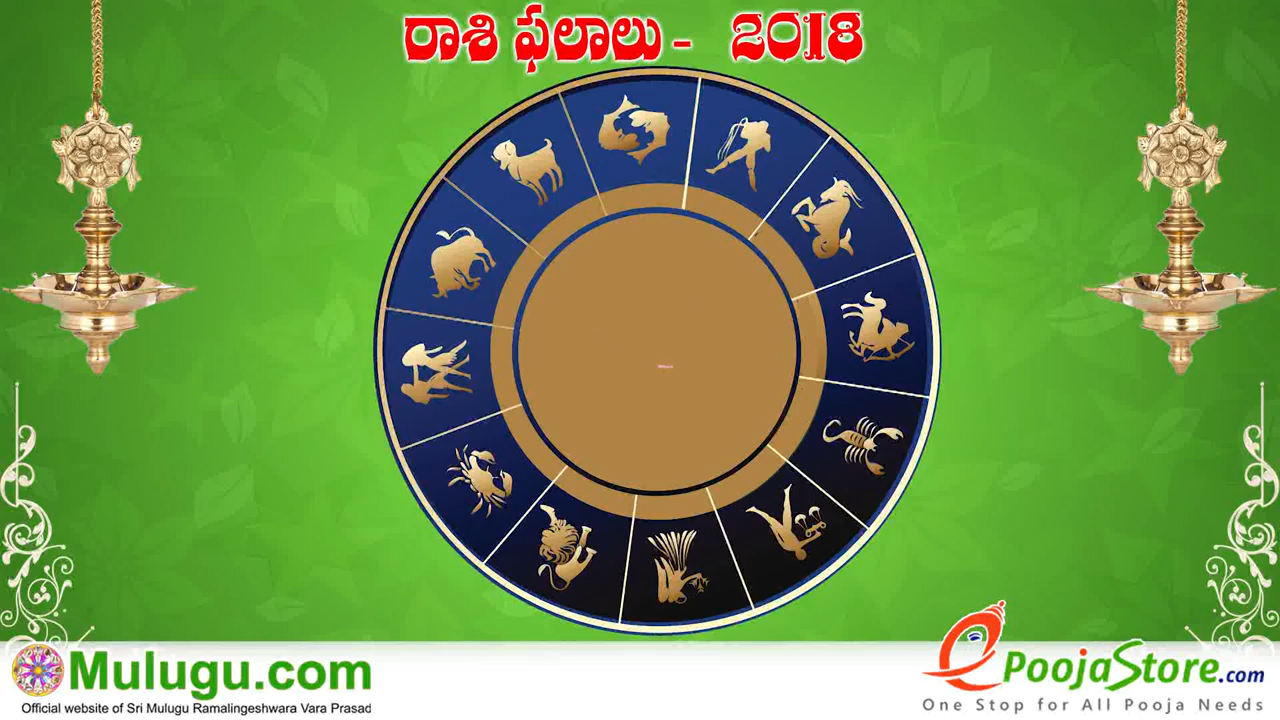 రాశి ఫలాలు - 2018
Mulugu.com
Official website of Sri Mulugu Ramalingeshwara Vara Prasad
ePoojaStore.com
One Stop for All Pooja Needs